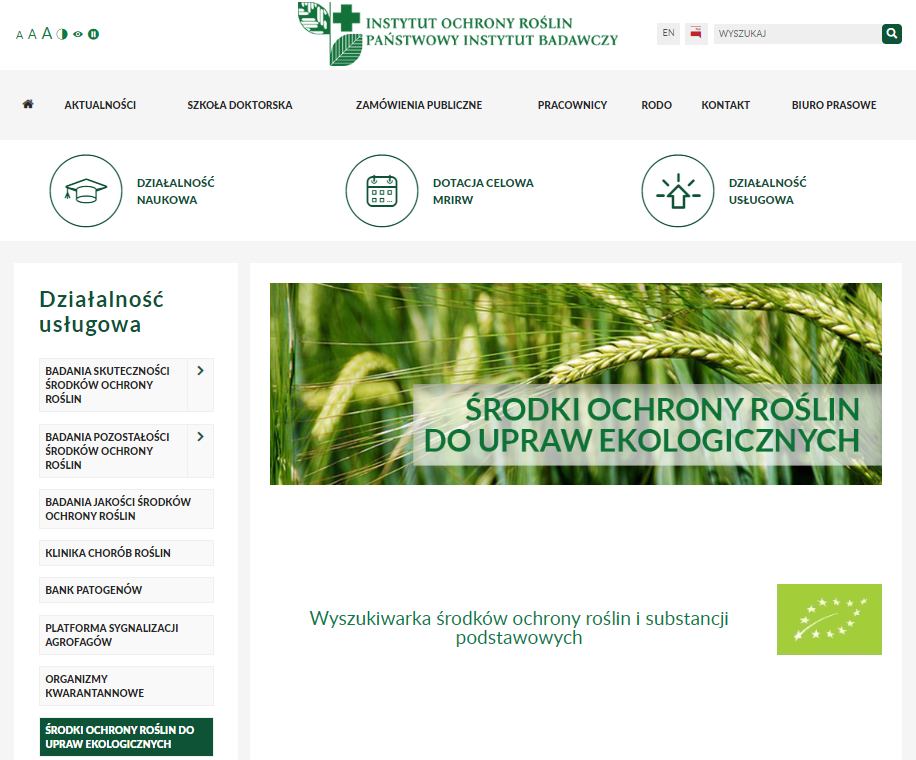 A A A
INSTYTUT OCHRONY ROŚLIN
PAŃSTWOWY INSTYTUT BADAWCZY
EN
WYSZUKAJ
AKTUALNOŚCI
SZKOŁA DOKTORSKA
ZAMÓWIENIA PUBLICZNE
PRACOWNICY
RODO
KONTAKT
BIURO PRASOWE
DZIAŁALNOŚĆ
NAUKOWA
DOTACJA CELOWA
MRIRW
DZIAŁALNOŚĆ
USŁUGOWA
Działalność
usługowa
BADANIA SKUTECZNOŚCI
ŚRODKÓW OCHRONY
ROŚLIN
BADANIA POZOSTAŁOŚCI
ŚRODKÓW OCHRONY
ROŚLIN
BADANIA JAKOŚCI ŚRODKÓW
OCHRONY ROŚLIN
KLINIKA CHORÓB ROŚLIN
BANK PATOGENÓW
PLATFORMA SYGNALIZACJI
AGROFAGÓW
ORGANIZMY
KWARANTANNOWE
ŚRODKI OCHRONY ROŚLIN DO
UPRAW EKOLOGICZNYCH
ŚRODKI OCHRONY ROŚLIN
DO UPRAW EKOLOGICZNYCH
Wyszukiwarka środków ochrony roślin i substancji
podstawowych